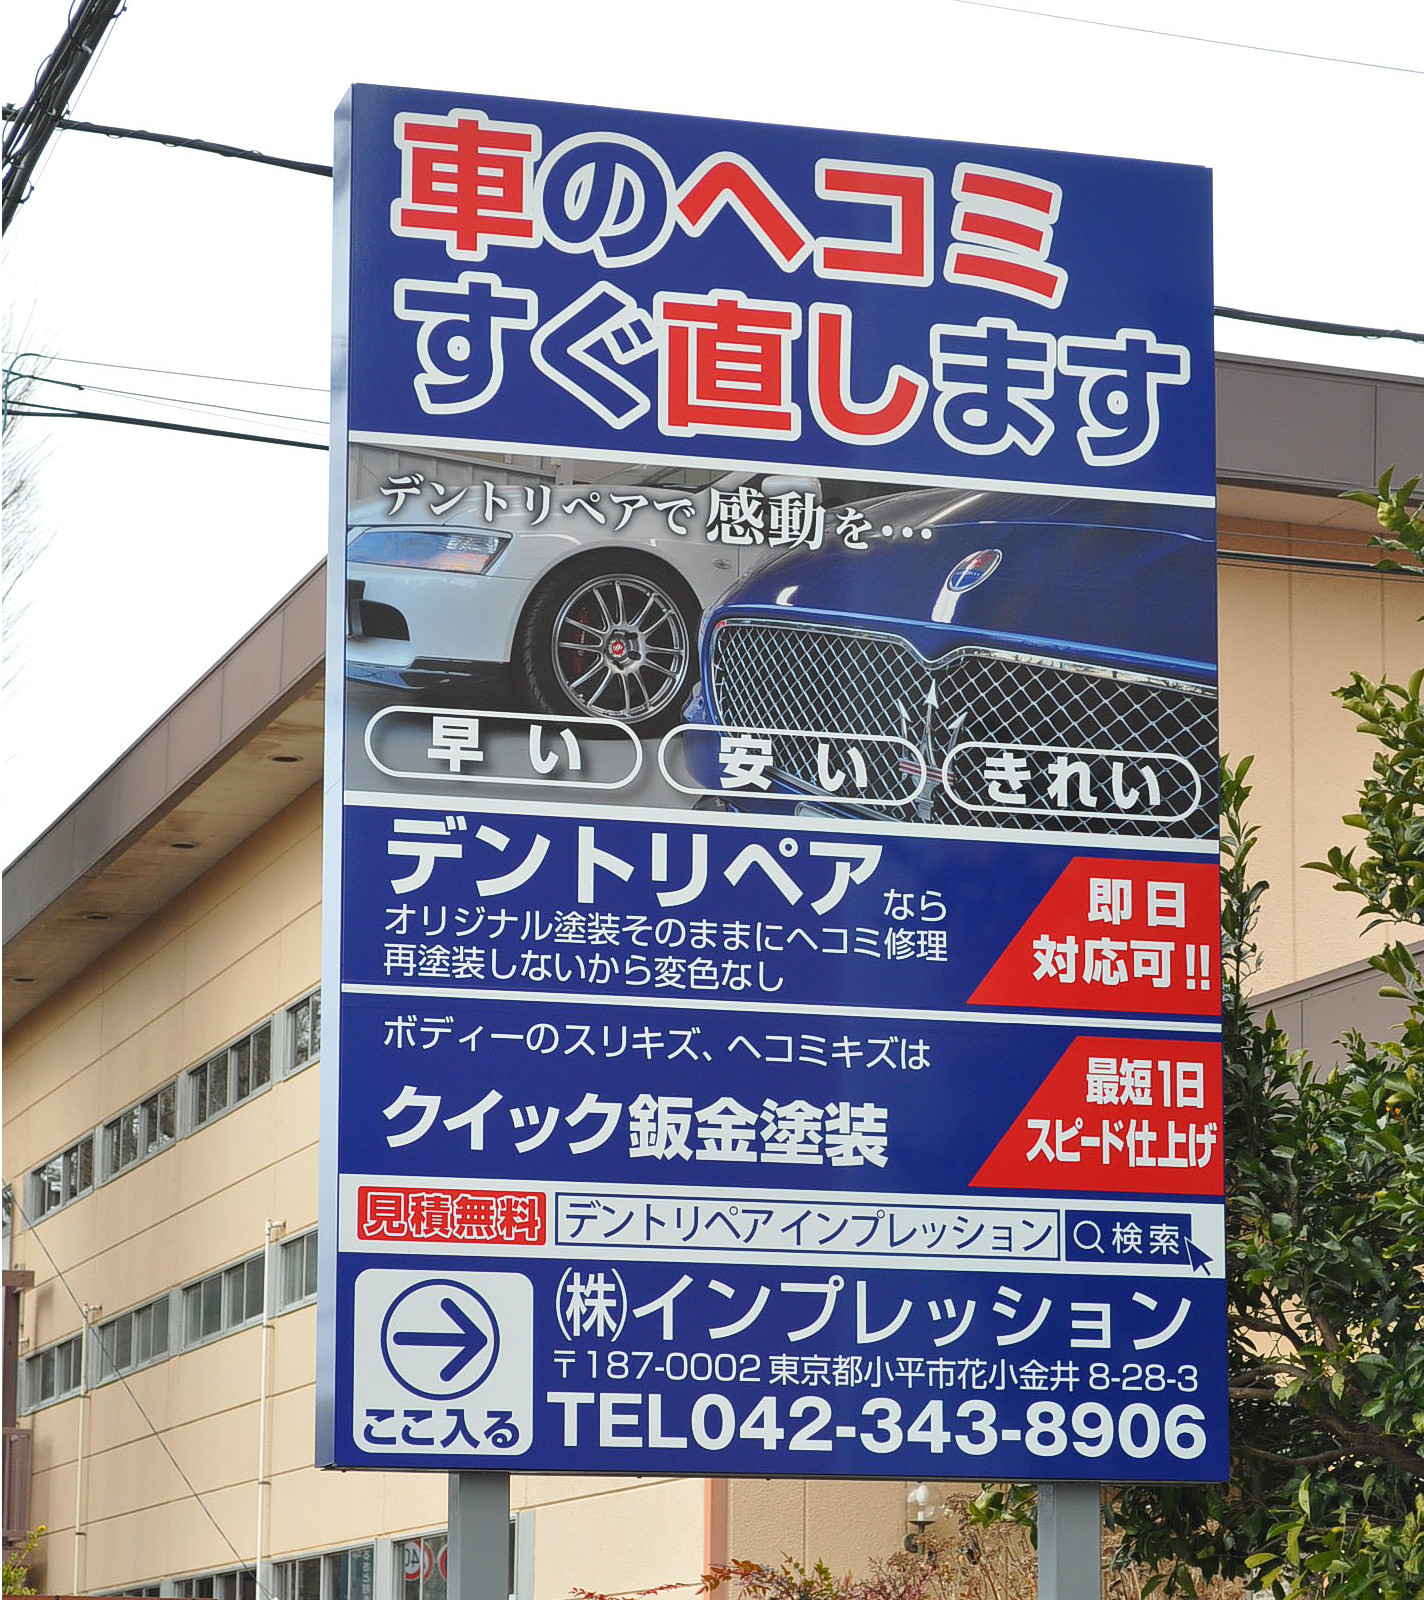 車のヘコミ
すぐ直します
デントリペアで感動を…
早い 安い きれい
デントリペアなら
オリジナル塗装そのままにヘコミ修理
再塗装しないから変色なし
即日
対応可!!
ボディーのスリキズ、ヘコミキズは
クイック鈑金塗装
最短1日
スピード仕上げ
見積無料 デントリペアインプレッション 検索
㈱インプレッション
〒187-0002 東京都小平市花小金井 8-28-3
TEL042-343-8906
ここ入る